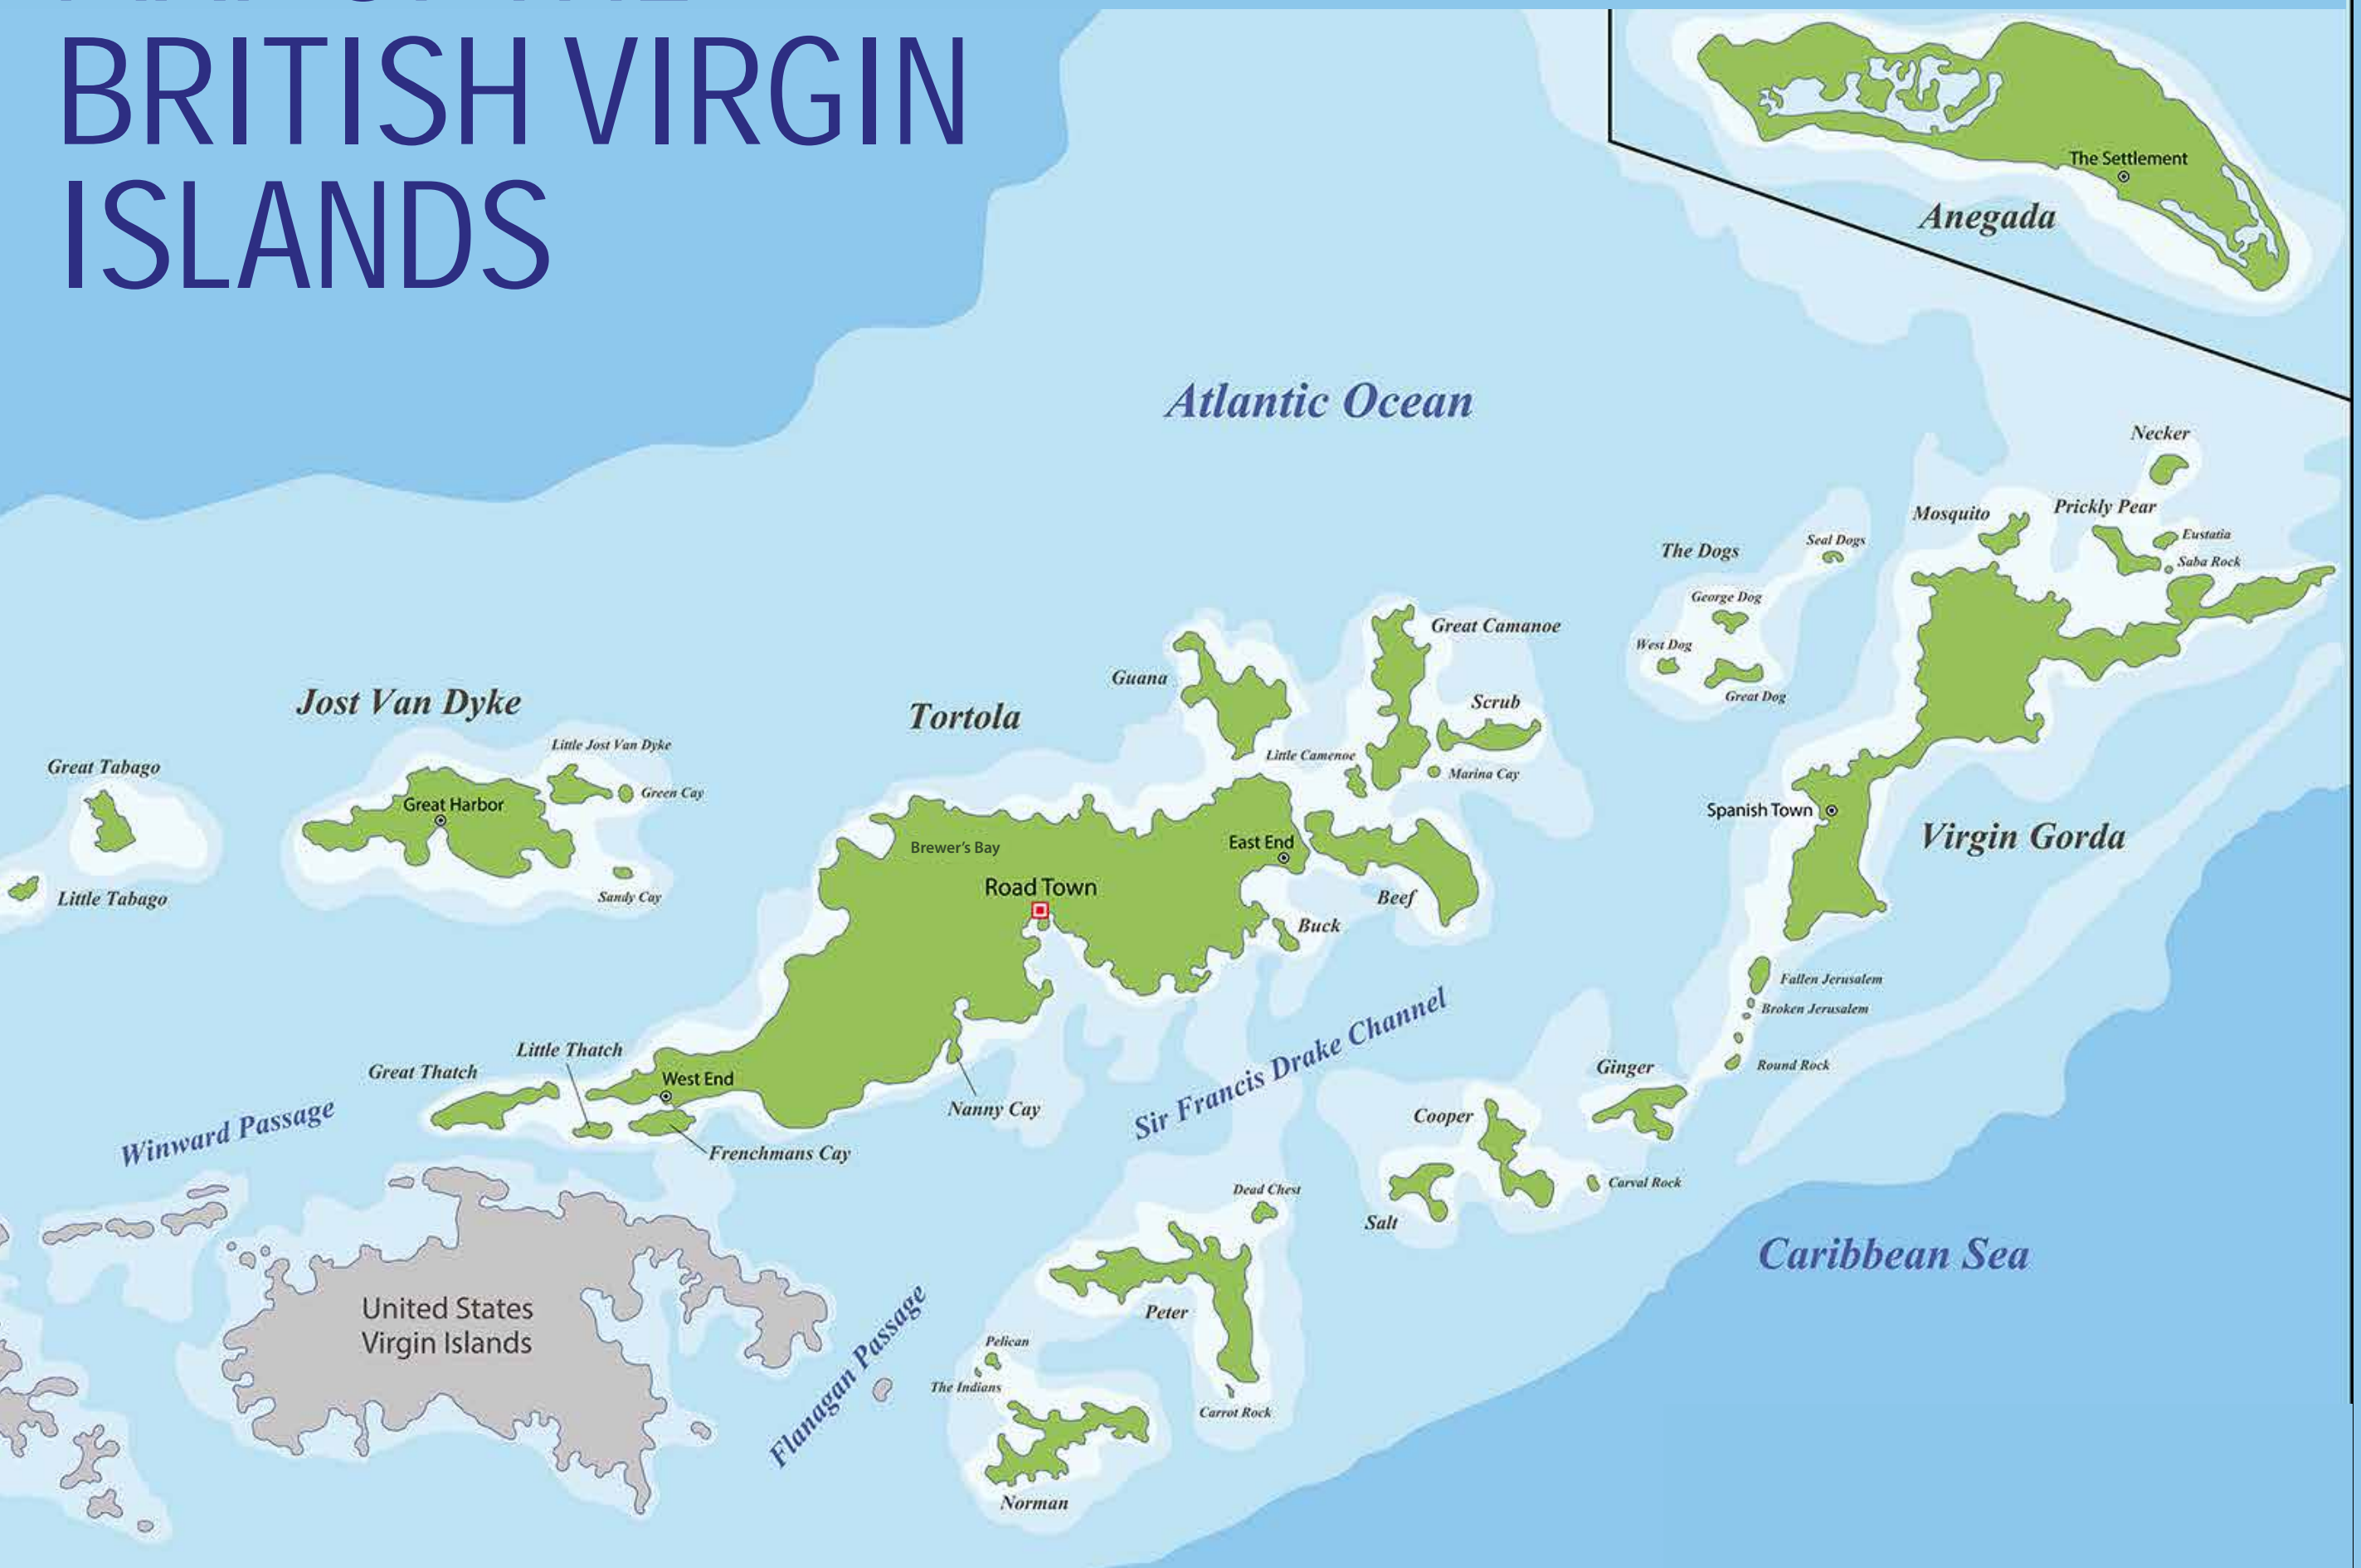 BRITISH VIRGIN
ISLANDS
The Settlement
Anegada
Atlantic Ocean
Necker
Mosquito
Prickly Pear
Eustatia
Saba Rock
The Dogs
Seal Dogs
George Dog
West Dog
Great Dog
Great Camanoe
Guana
Scrub
Little Camenoe
Marina Cay
Jost Van Dyke
Tortola
Little Jost Van Dyke
Great Tabago
Great Harbor
Green Cay
Spanish Town
Virgin Gorda
Brewer's Bay
East End
Road Town
Little Tabago
Sandy Cay
Beef
Buck
Fallen Jerusalem
Broken Jerusalem
Sir Francis Drake Channel
Little Thatch
Great Thatch
West End
Ginger
Round Rock
Winward Passage
Nanny Cay
Cooper
Frenchmans Cay
Dead Chest
Carval Rock
Salt
Caribbean Sea
United States
Virgin Islands
Peter
Flanagan Passage
Pelican
The Indians
Carrot Rock
Norman